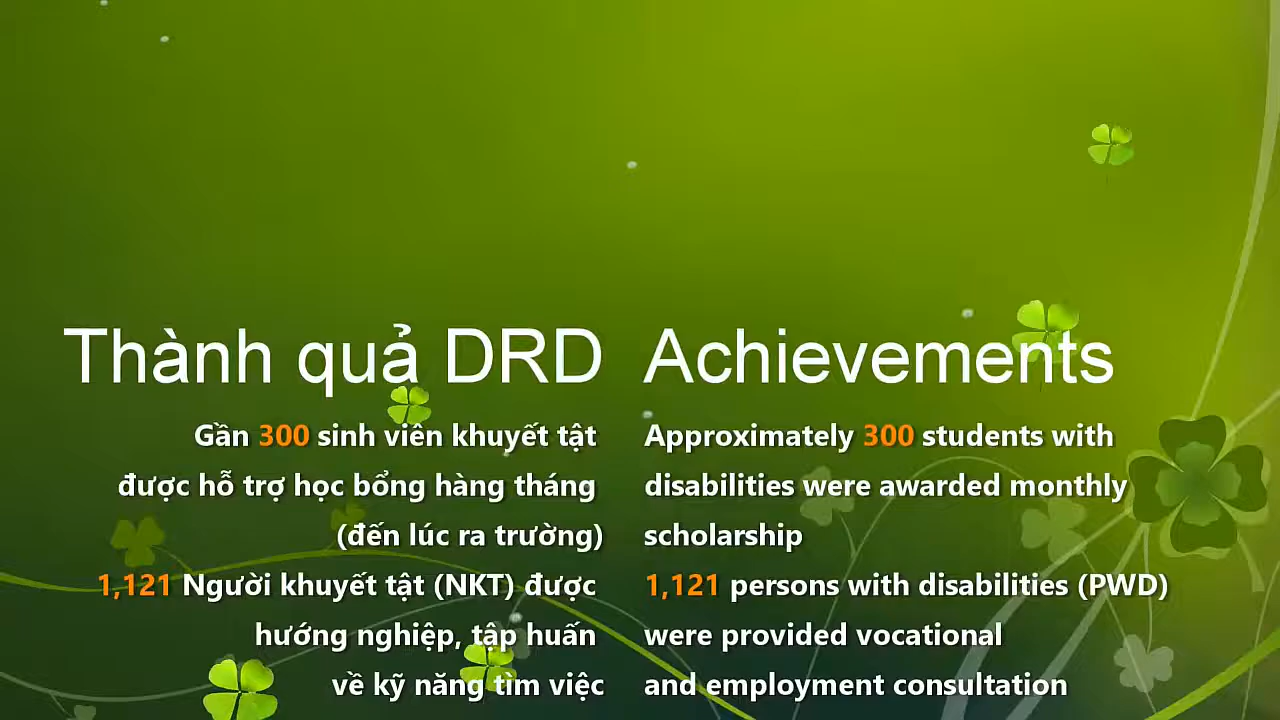 Thành quả DRD
Gần 300 sinh viên khuyết tật
được hỗ trợ học bổng hàng tháng
(đến lúc ra trường)
1,121 Người khuyết tật (NKT) được
hướng nghiệp, tập huấn
về kỹ năng tìm việc
Achievements
Approximately 300 students with
disabilities were awarded monthly
scholarship
1,121 persons with disabilities (PWD)
were provided vocational
and employment consultation